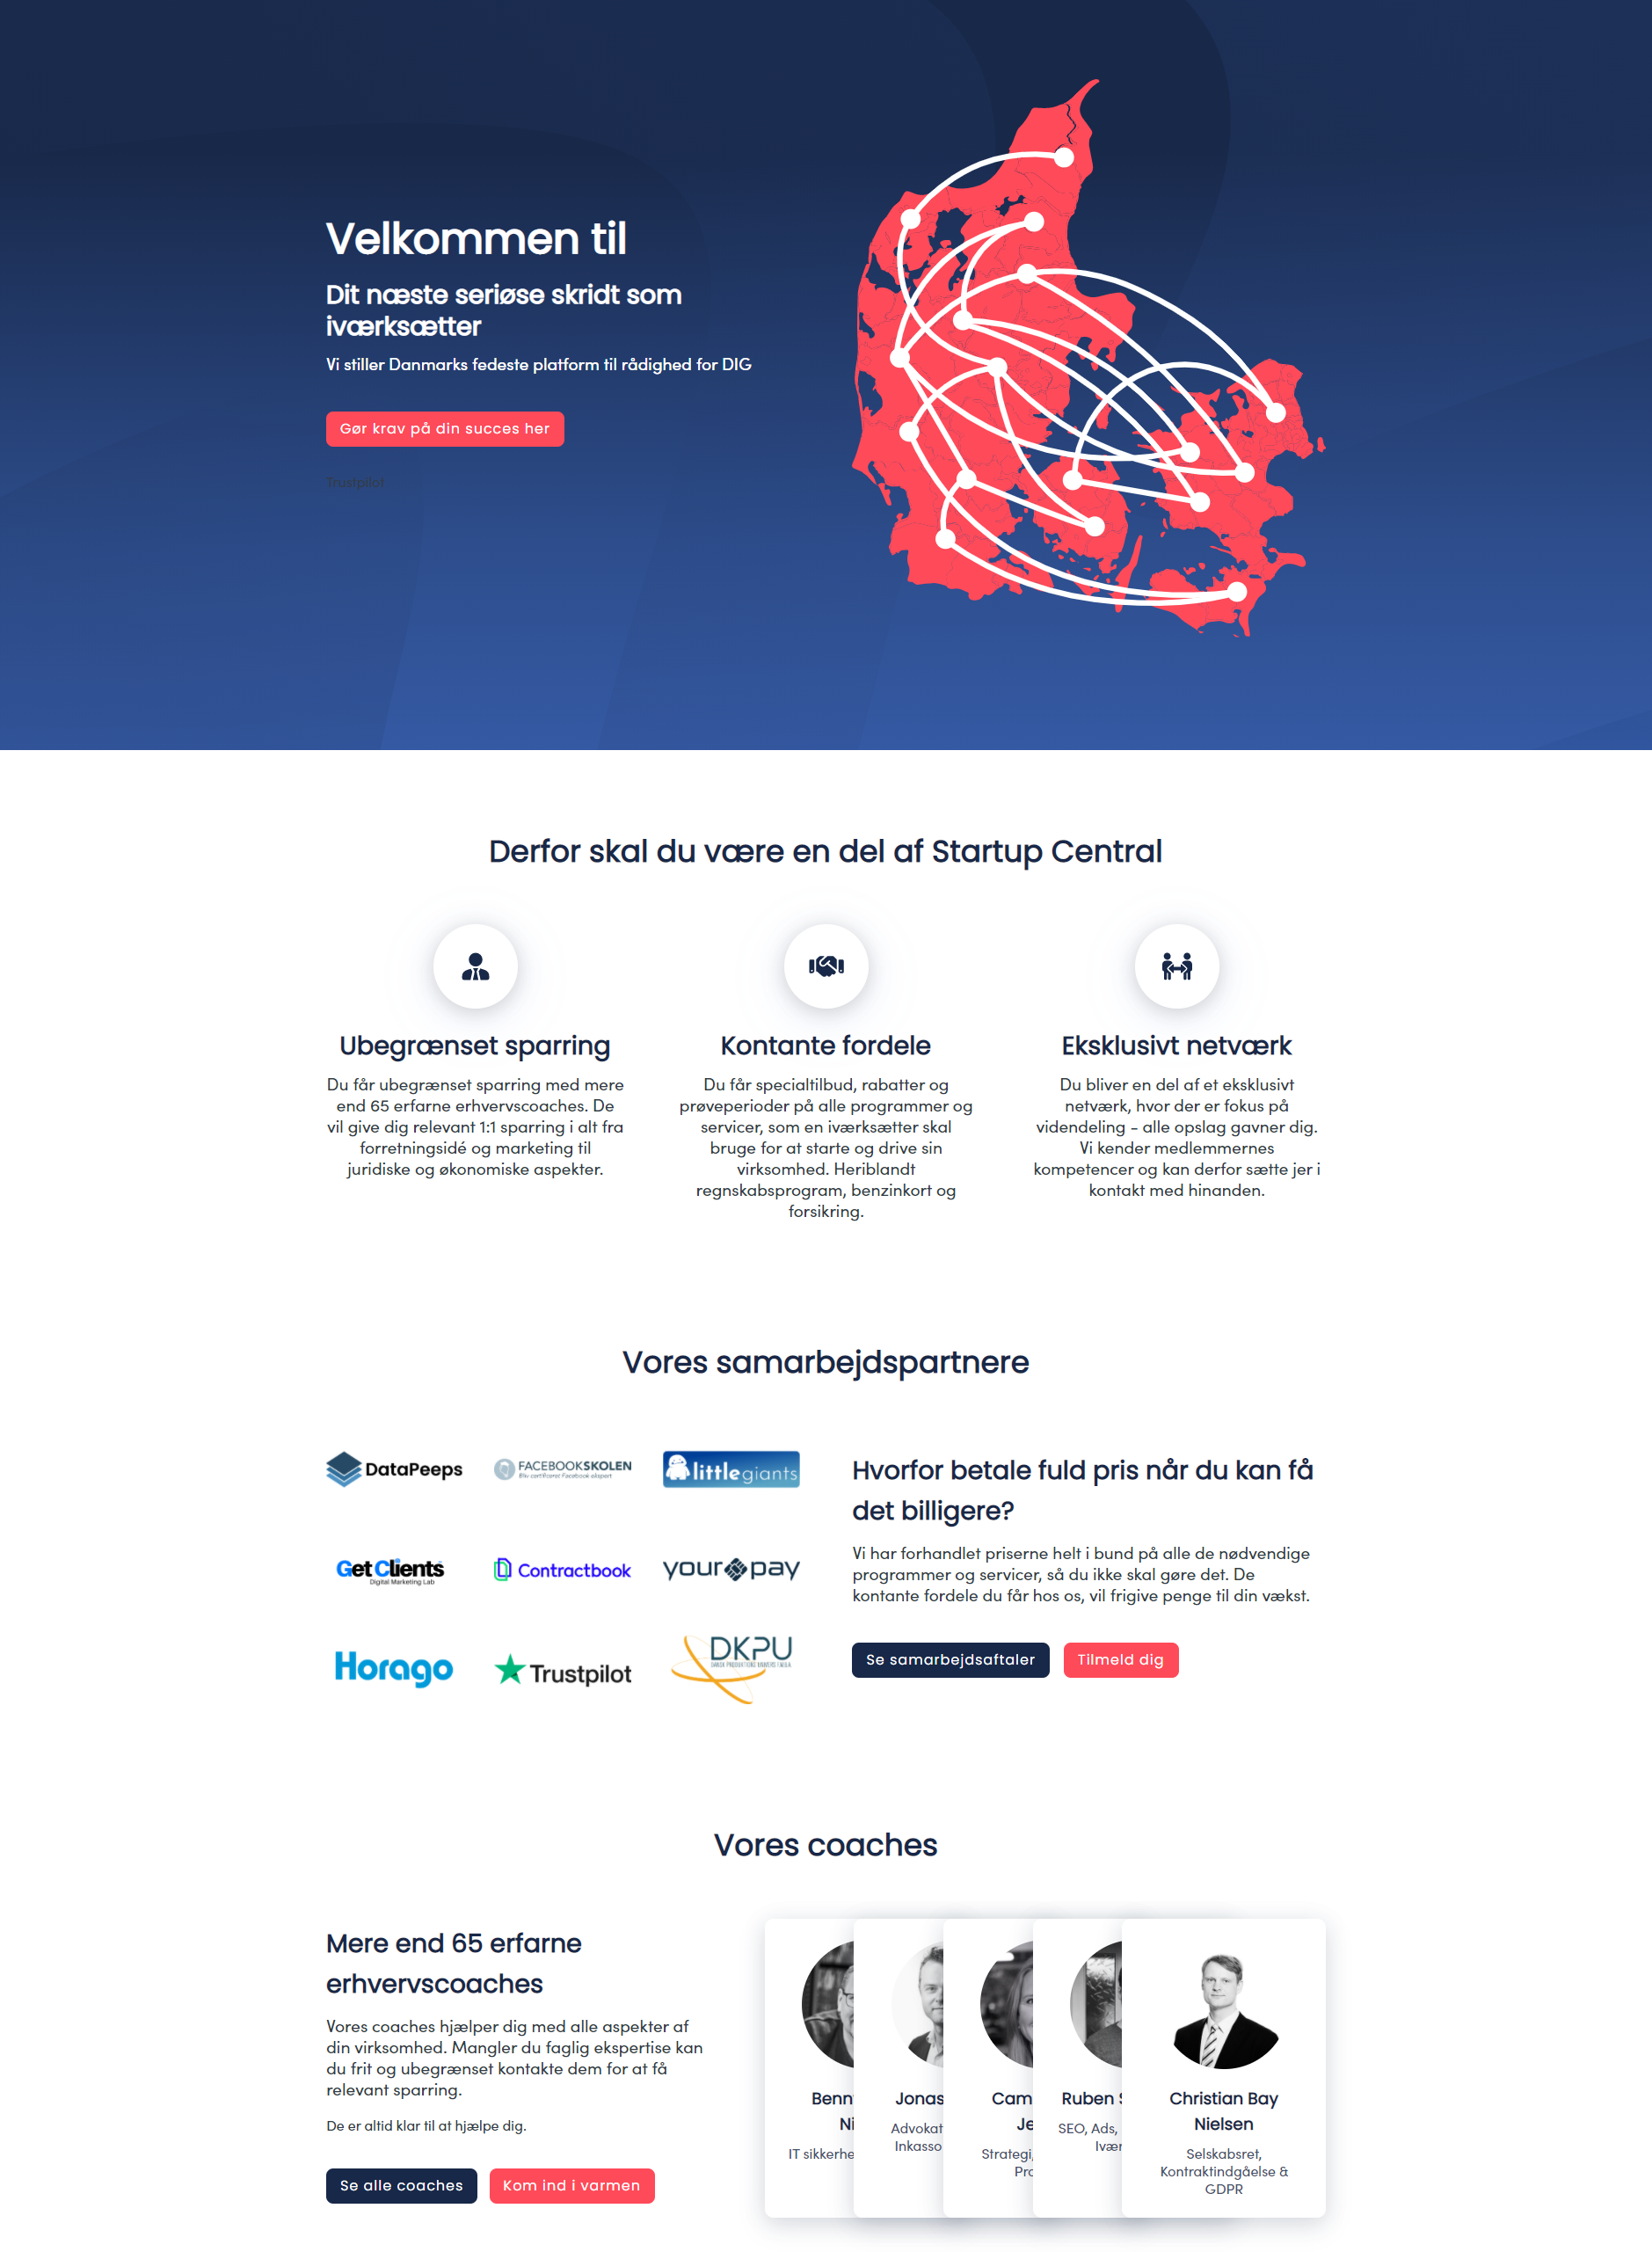 Velkommen til
Dit næste seriøse skridt som
iværksætter
Vi stiller Danmarks fedeste platform til rådighed for DIG
Gør krav på din succes her
Trustpilot
Derfor skal du være en del af Startup Central
Ubegrænset sparring
Du får ubegrænset sparring med mere
end 65 erfarne erhvervscoaches. De
vil give dig relevant 1:1 sparring i alt fra
forretningsidé og marketing til
juridiske og økonomiske aspekter.
Kontante fordele
Du får specialtilbud, rabatter og
prøveperioder på alle programmer og
servicer, som en iværksætter skal
bruge for at starte og drive sin
virksomhed. Heriblandt
regnskabsprogram, benzinkort og
forsikring.
Eksklusivt netværk
Du bliver en del af et eksklusivt
netværk, hvor der er fokus på
videndeling - alle opslag gavner dig.
Vi kender medlemmernes
kompetencer og kan derfor sætte jer i
kontakt med hinanden.
Vores samarbejdspartnere
DataPeeps
FACEBOOKSKOLEN
Bliv certificeret Facebook ekspert
little giants
Get Clients
Digital Marketing Lab
Contractbook
your pay
Horago
Trustpilot
DKPU
Hvorfor betale fuld pris når du kan få
det billigere?
Vi har forhandlet priserne helt i bund på alle de nødvendige
programmer og servicer, så du ikke skal gøre det. De
kontante fordele du får hos os, vil frigive penge til din vækst.
Se samarbejdsaftaler
Tilmeld dig
Vores coaches
Mere end 65 erfarne
erhvervscoaches
Vores coaches hjælper dig med alle aspekter af
din virksomhed. Mangler du faglig ekspertise kan
du frit og ubegrænset kontakte dem for at få
relevant sparring.
De er altid klar til at hjælpe dig.
Se alle coaches
Kom ind i varmen
Benn
Ni
IT sikkerhe
Jonas
Advokat
Inkasso
Cam
Je
Strategi,
Pro
Ruben
SEO, Ads,
Ivær
Christian Bay
Nielsen
Selskabsret,
Kontraktindgåelse &
GDPR